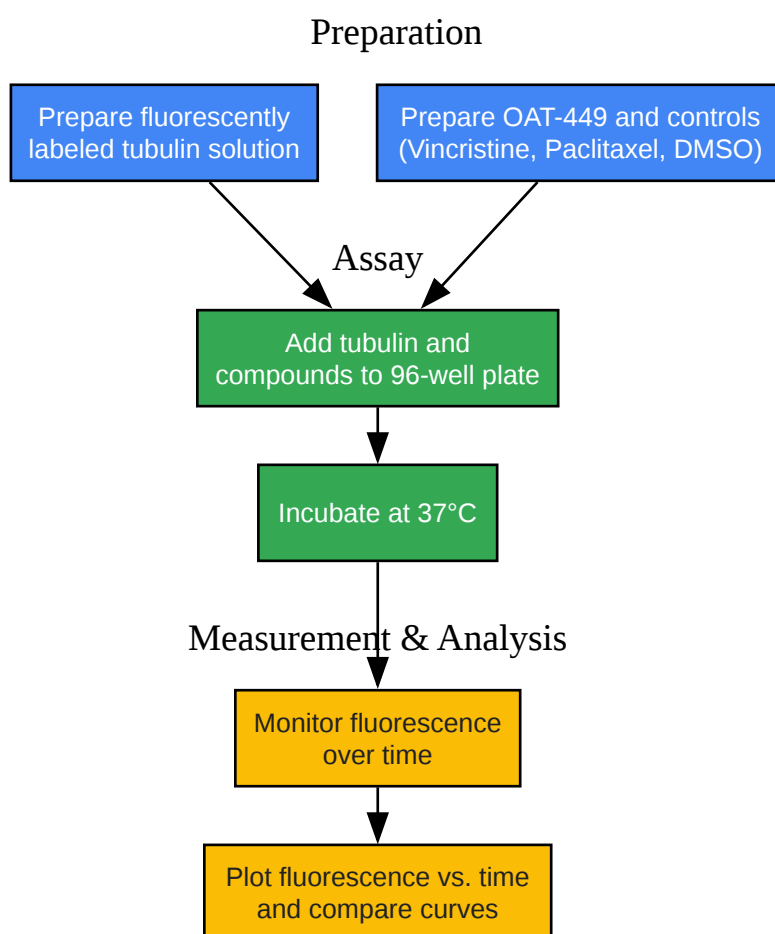 Preparation
Prepare fluorescently
labeled tubulin solution
Prepare OAT-449 and controls
(Vincristine, Paclitaxel, DMSO)
Assay
Add tubulin and
compounds to 96-well plate
Incubate at 37°C
Measurement & Analysis
Monitor fluorescence
over time
Plot fluorescence vs. time
and compare curves